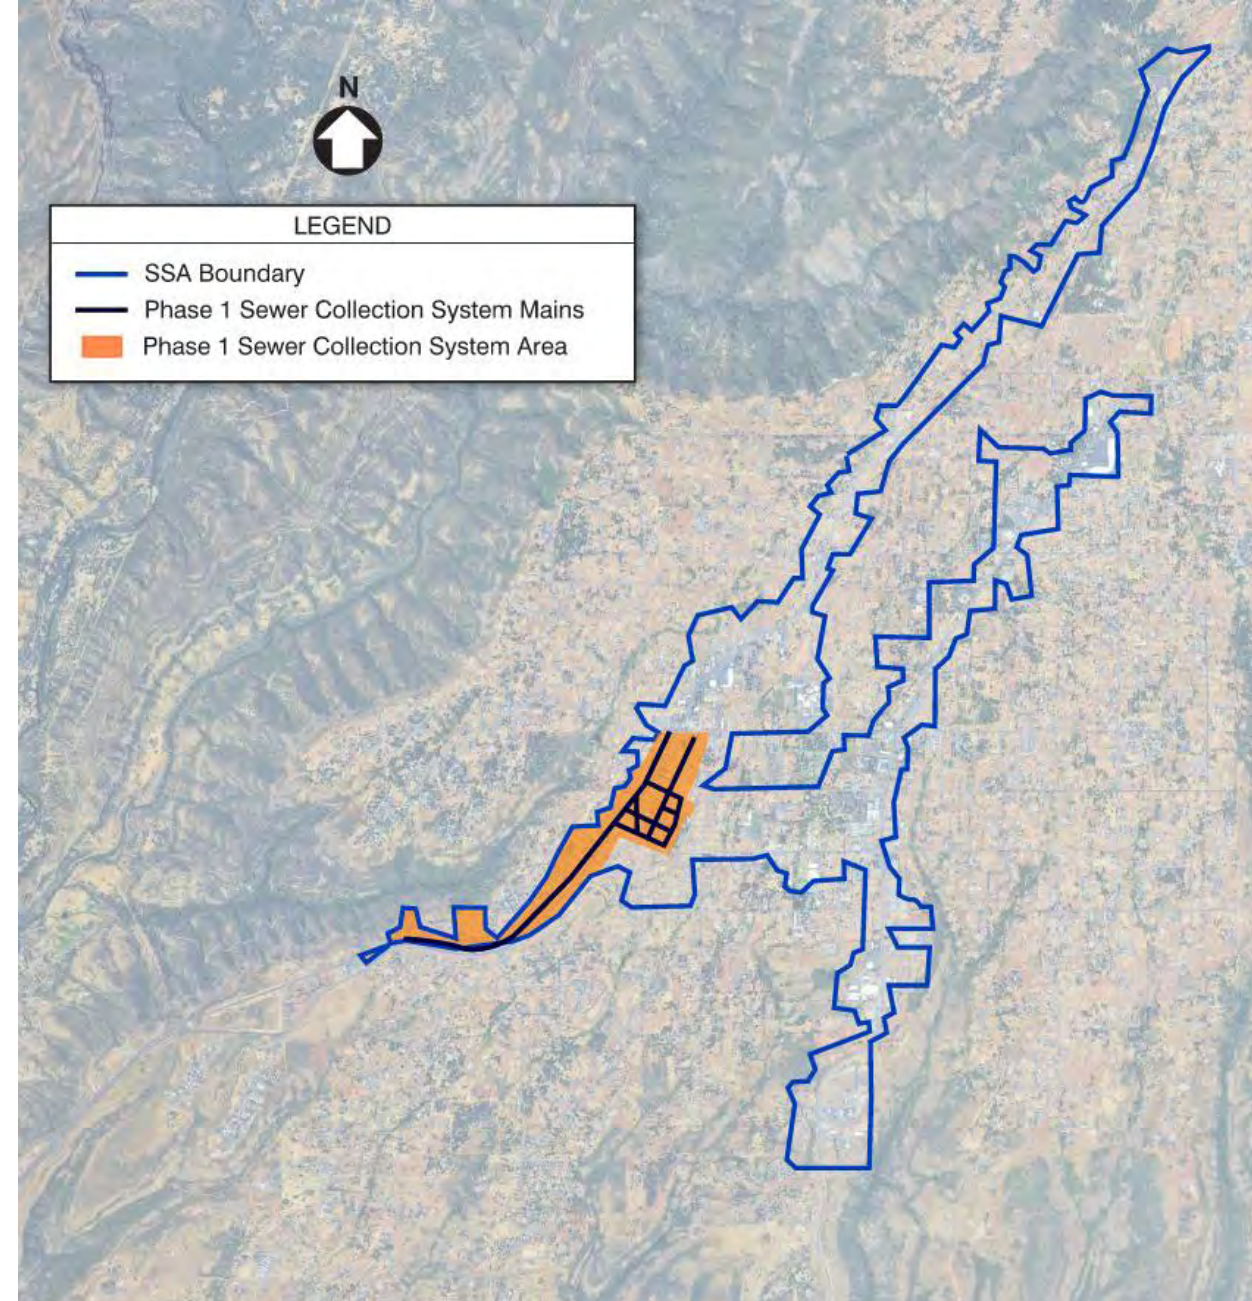 N
LEGEND
SSA Boundary
Phase 1 Sewer Collection System Mains
Phase 1 Sewer Collection System Area